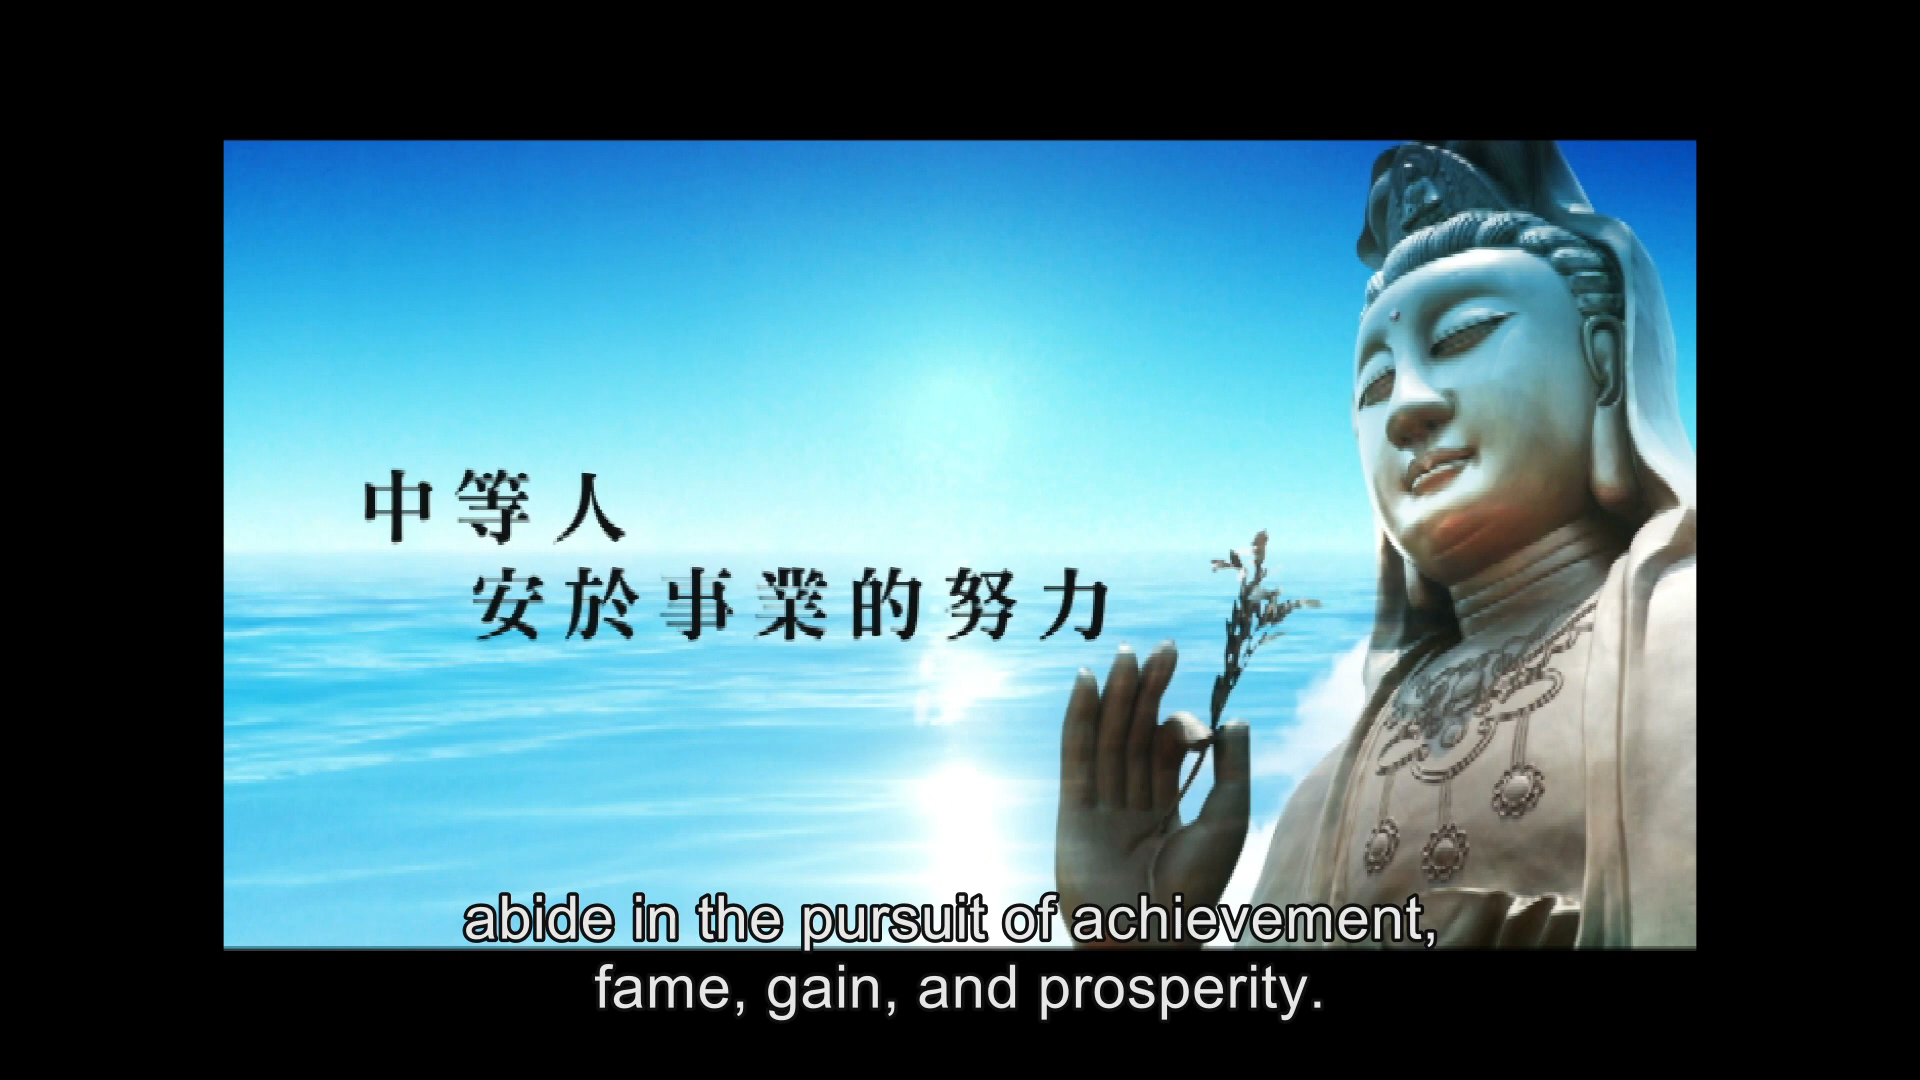 中等人
安於事業的努力
abide in the pursuit of achievement,
fame, gain, and prosperity.